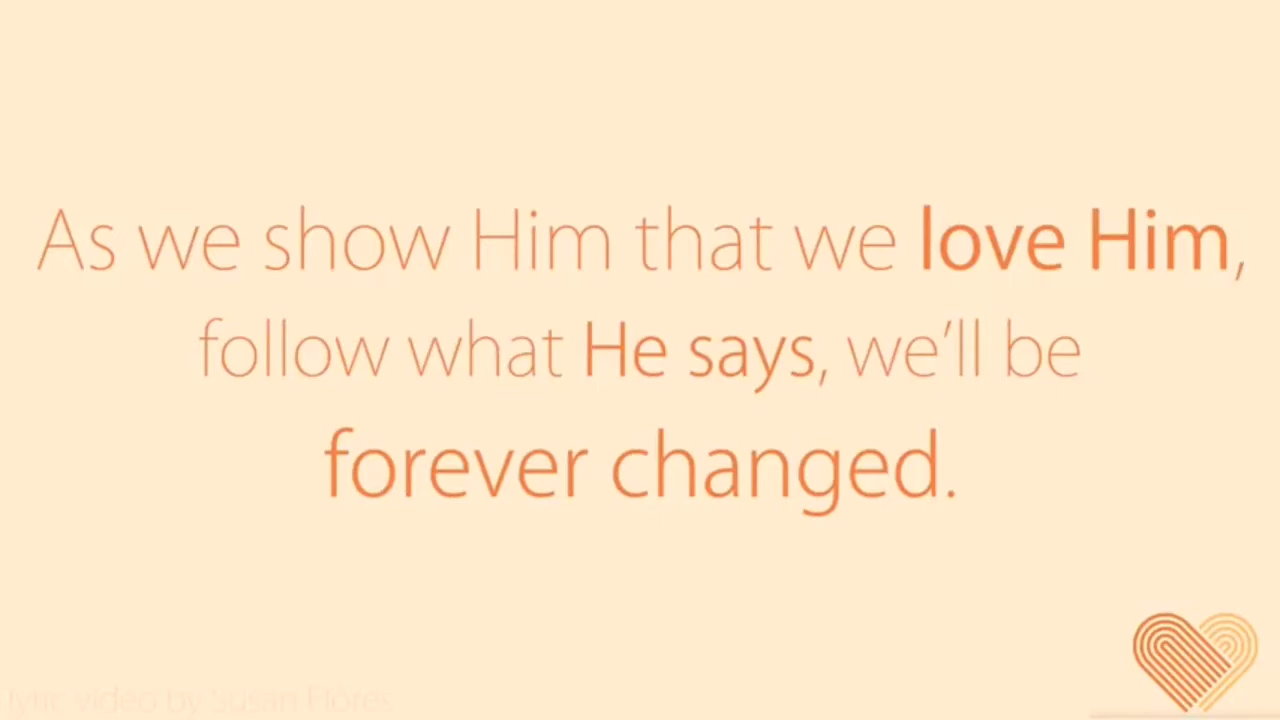 As we show Him that we love Him,
follow what He says, we’ll be
forever changed.
lyric video by Susan Flores